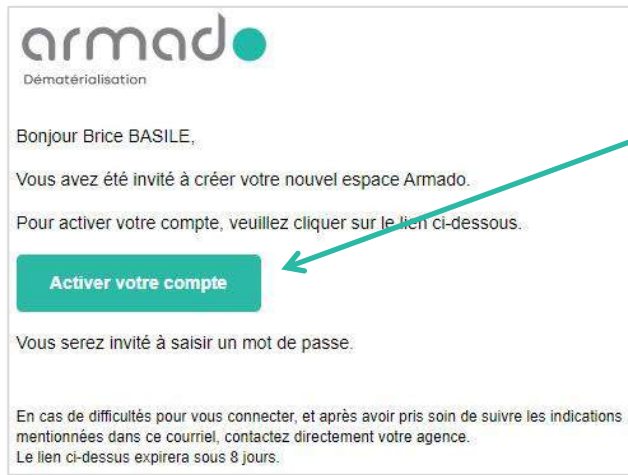 armado
Dématérialisation
Bonjour Brice BASILE,
Vous avez été invité à créer votre nouvel espace Armado.
Pour activer votre compte, veuillez cliquer sur le lien ci-dessous.
Activer votre compte
Vous serez invité à saisir un mot de passe.
En cas de difficultés pour vous connecter, et après avoir pris soin de suivre les indications
mentionnées dans ce courriel, contactez directement votre agence.
Le lien ci-dessus expirera sous 8 jours.